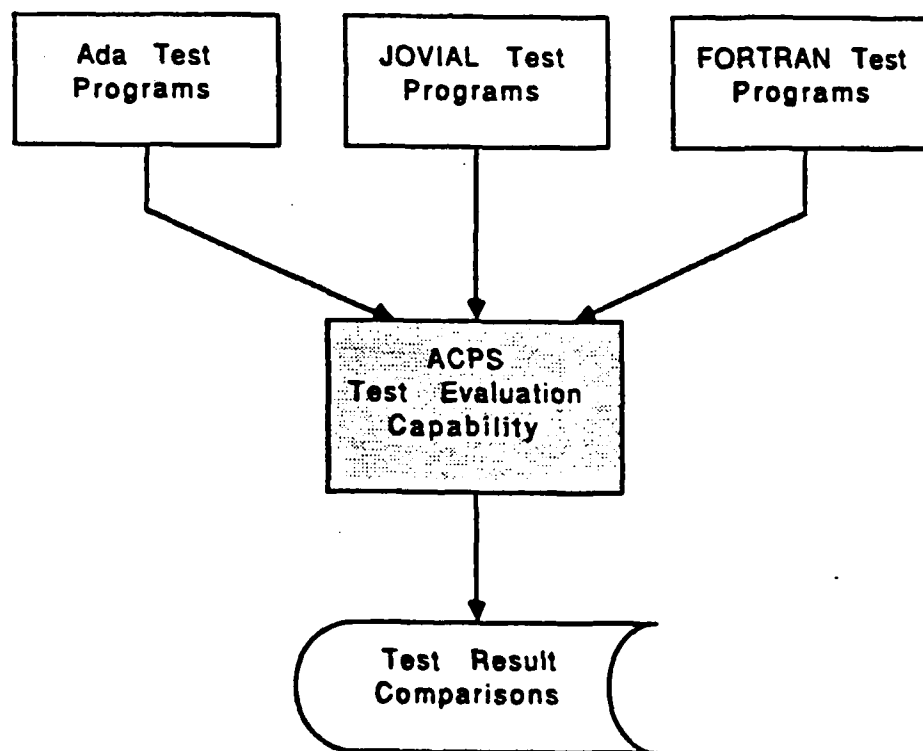 Ada Test
Programs
JOVIAL Test
Programs
FORTRAN Test
Programs
ACPS
Test Evaluation
Capability
Test Result
Comparisons